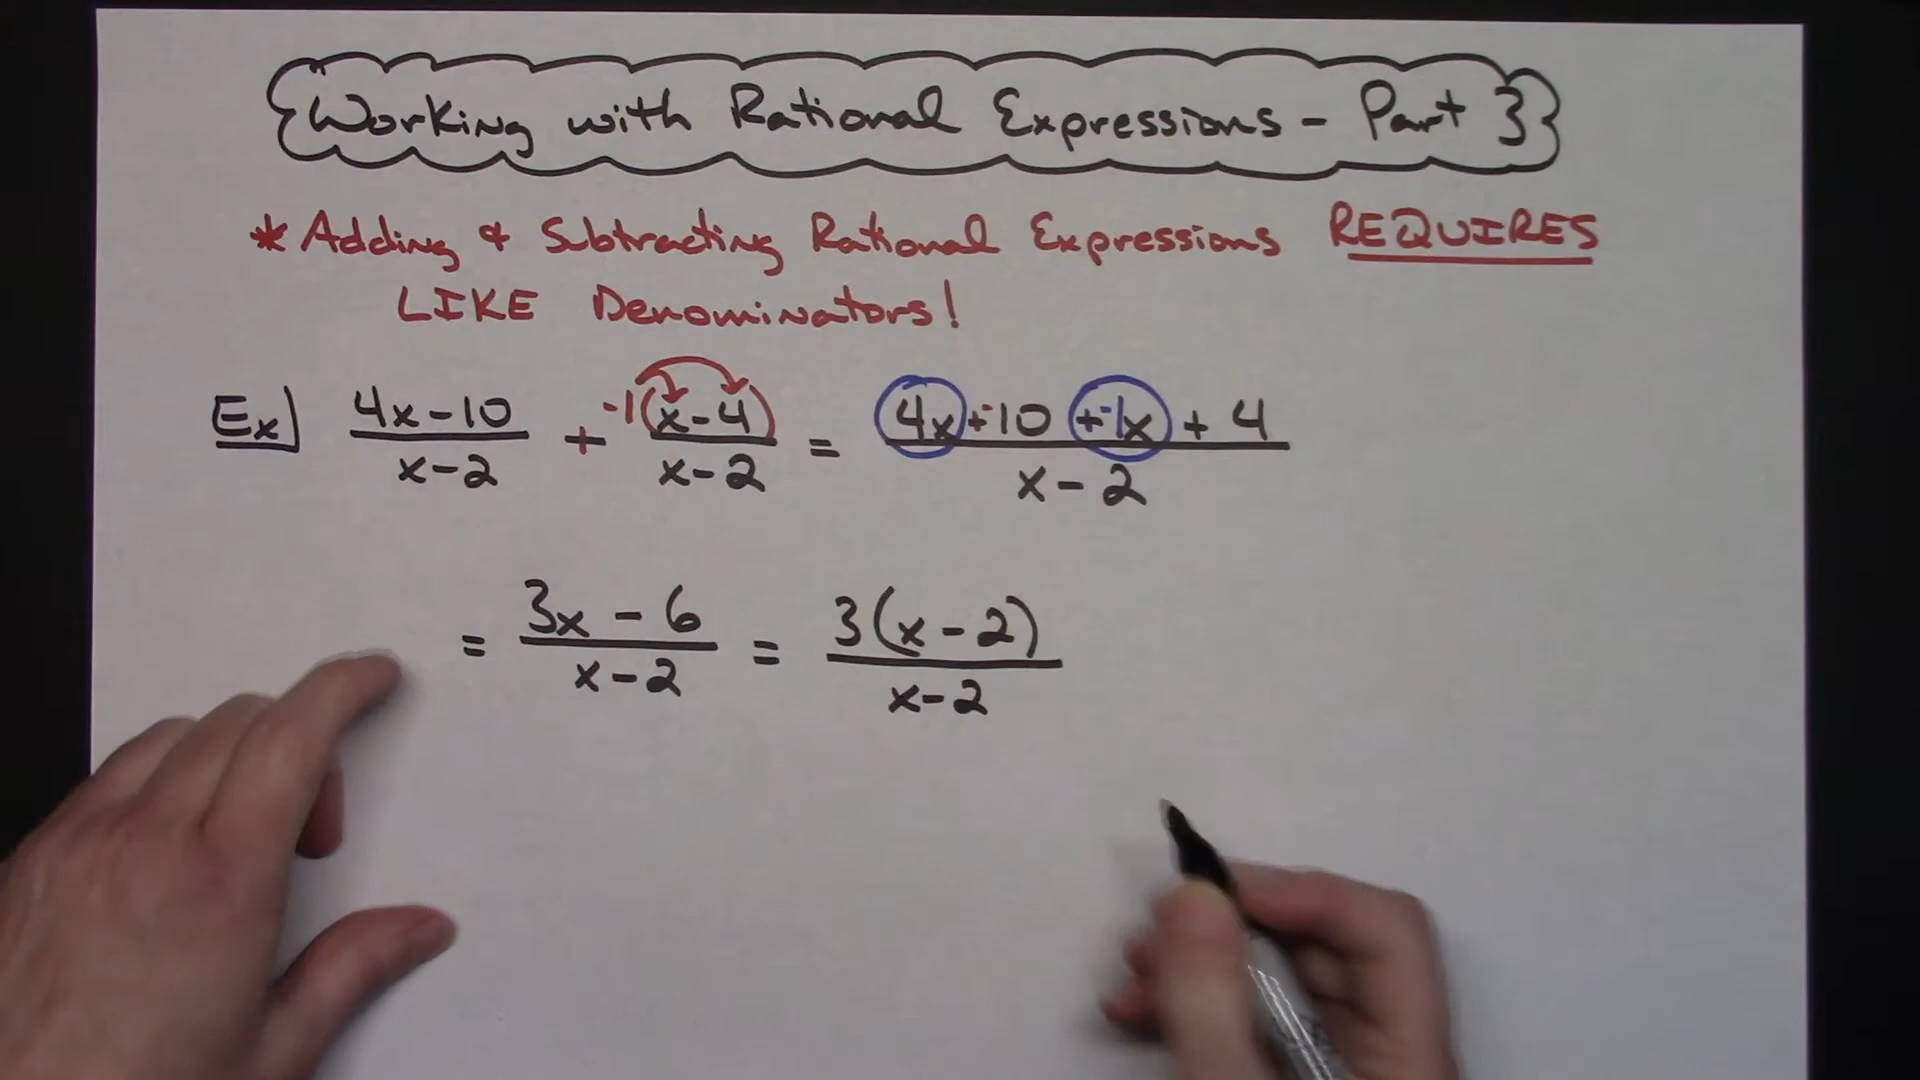 Working with Rational Expressions - Part 3
* Adding & Subtracting Rational Expressions REQUIRES
LIKE Denominators!
Ex) (4x-10)/(x-2) + -1(x-4)/(x-2) = (4x + -10 + -1x + 4)/(x-2)
= (3x - 6)/(x-2) = 3(x-2)/(x-2)